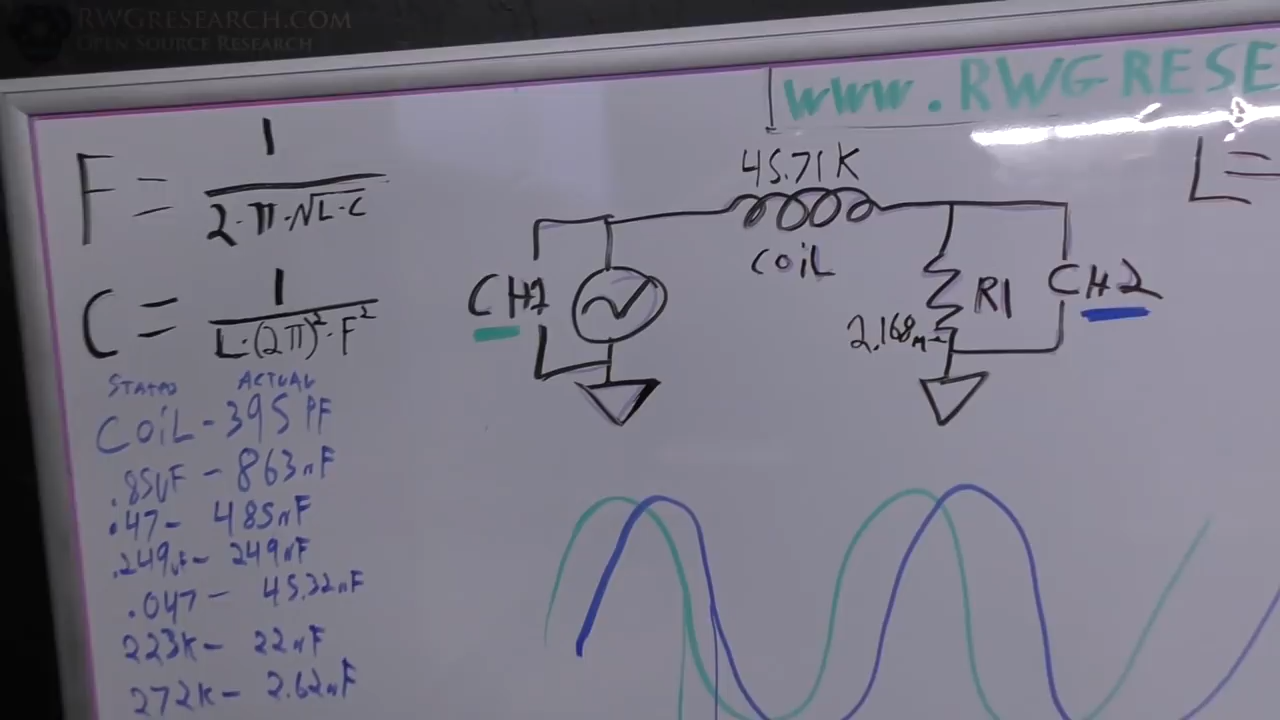 RWGRESEARCH.COM
OPEN SOURCE RESEARCH
www.RWGRESE
F = 1 / 2·π·√L·C
C = 1 / L·(2π)²·F²
45.71K
COIL
CH1
R1
CH2
L=
STATED ACTUAL
COIL - 395 PF
.85uF - 863nF
.47 - 485nF
.249uF - 249nF
.047 - 45.32nF
223K - 22nF
272K - 2.62nF